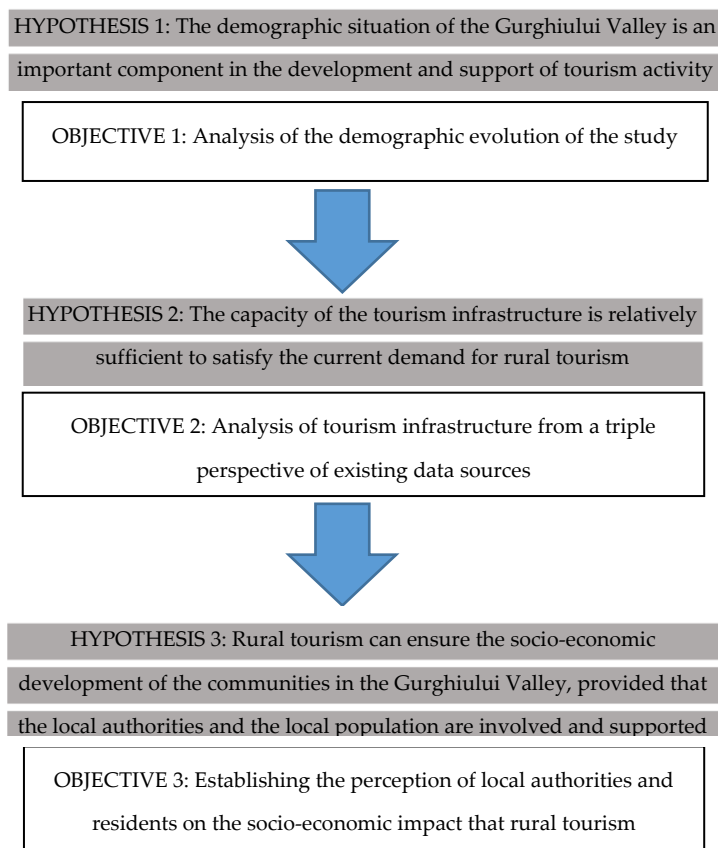 HYPOTHESIS 1: The demographic situation of the Gurghiului Valley is an
important component in the development and support of tourism activity
OBJECTIVE 1: Analysis of the demographic evolution of the study
HYPOTHESIS 2: The capacity of the tourism infrastructure is relatively
sufficient to satisfy the current demand for rural tourism
OBJECTIVE 2: Analysis of tourism infrastructure from a triple
perspective of existing data sources
HYPOTHESIS 3: Rural tourism can ensure the socio-economic
development of the communities in the Gurghiului Valley, provided that
the local authorities and the local population are involved and supported
OBJECTIVE 3: Establishing the perception of local authorities and
residents on the socio-economic impact that rural tourism